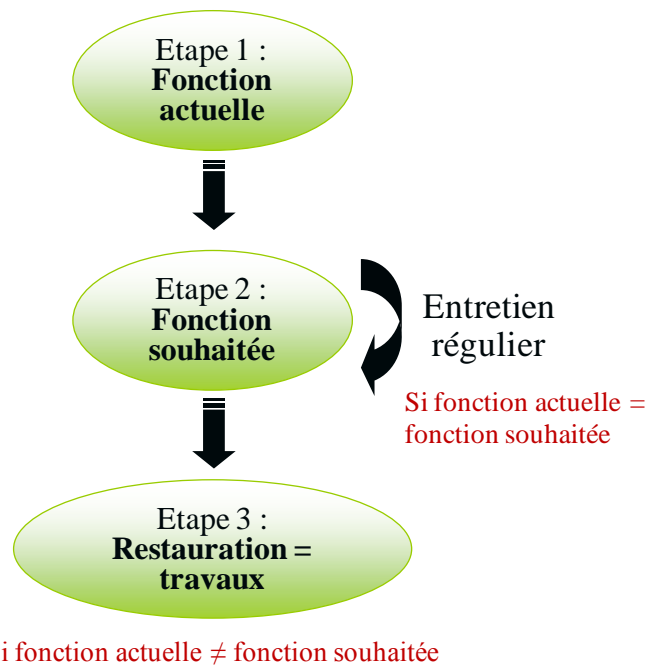 Etape 1 :
Fonction
actuelle
Etape 2 :
Fonction
souhaitée
Entretien
régulier
Si fonction actuelle =
fonction souhaitée
Etape 3 :
Restauration =
travaux
i fonction actuelle ≠ fonction souhaitée